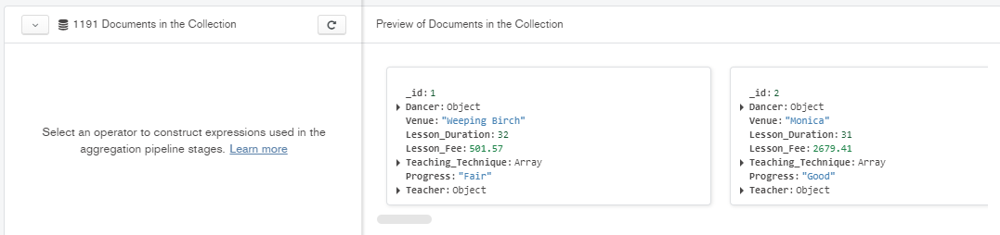 1191 Documents in the Collection
Preview of Documents in the Collection
Select an operator to construct expressions used in the
aggregation pipeline stages. Learn more
_id: 1
Dancer: Object
Venue: "Weeping Birch"
Lesson_Duration: 32
Lesson_Fee: 501.57
Teaching_Technique: Array
Progress: "Fair"
Teacher: Object
_id: 2
Dancer: Object
Venue: "Monica"
Lesson_Duration: 31
Lesson_Fee: 2679.41
Teaching_Technique: Array
Progress: "Good"
Teacher: Object